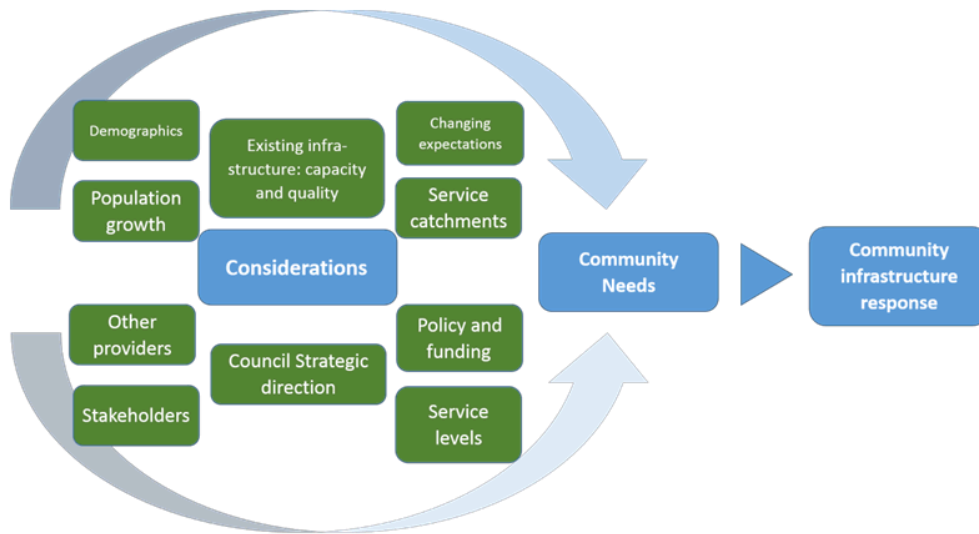 Demographics
Existing infra-
structure: capacity
and quality
Changing
expectations
Population
growth
Service
catchments
Considerations
Community
Needs
Community
infrastructure
response
Other
providers
Council Strategic
direction
Policy and
funding
Stakeholders
Service
levels